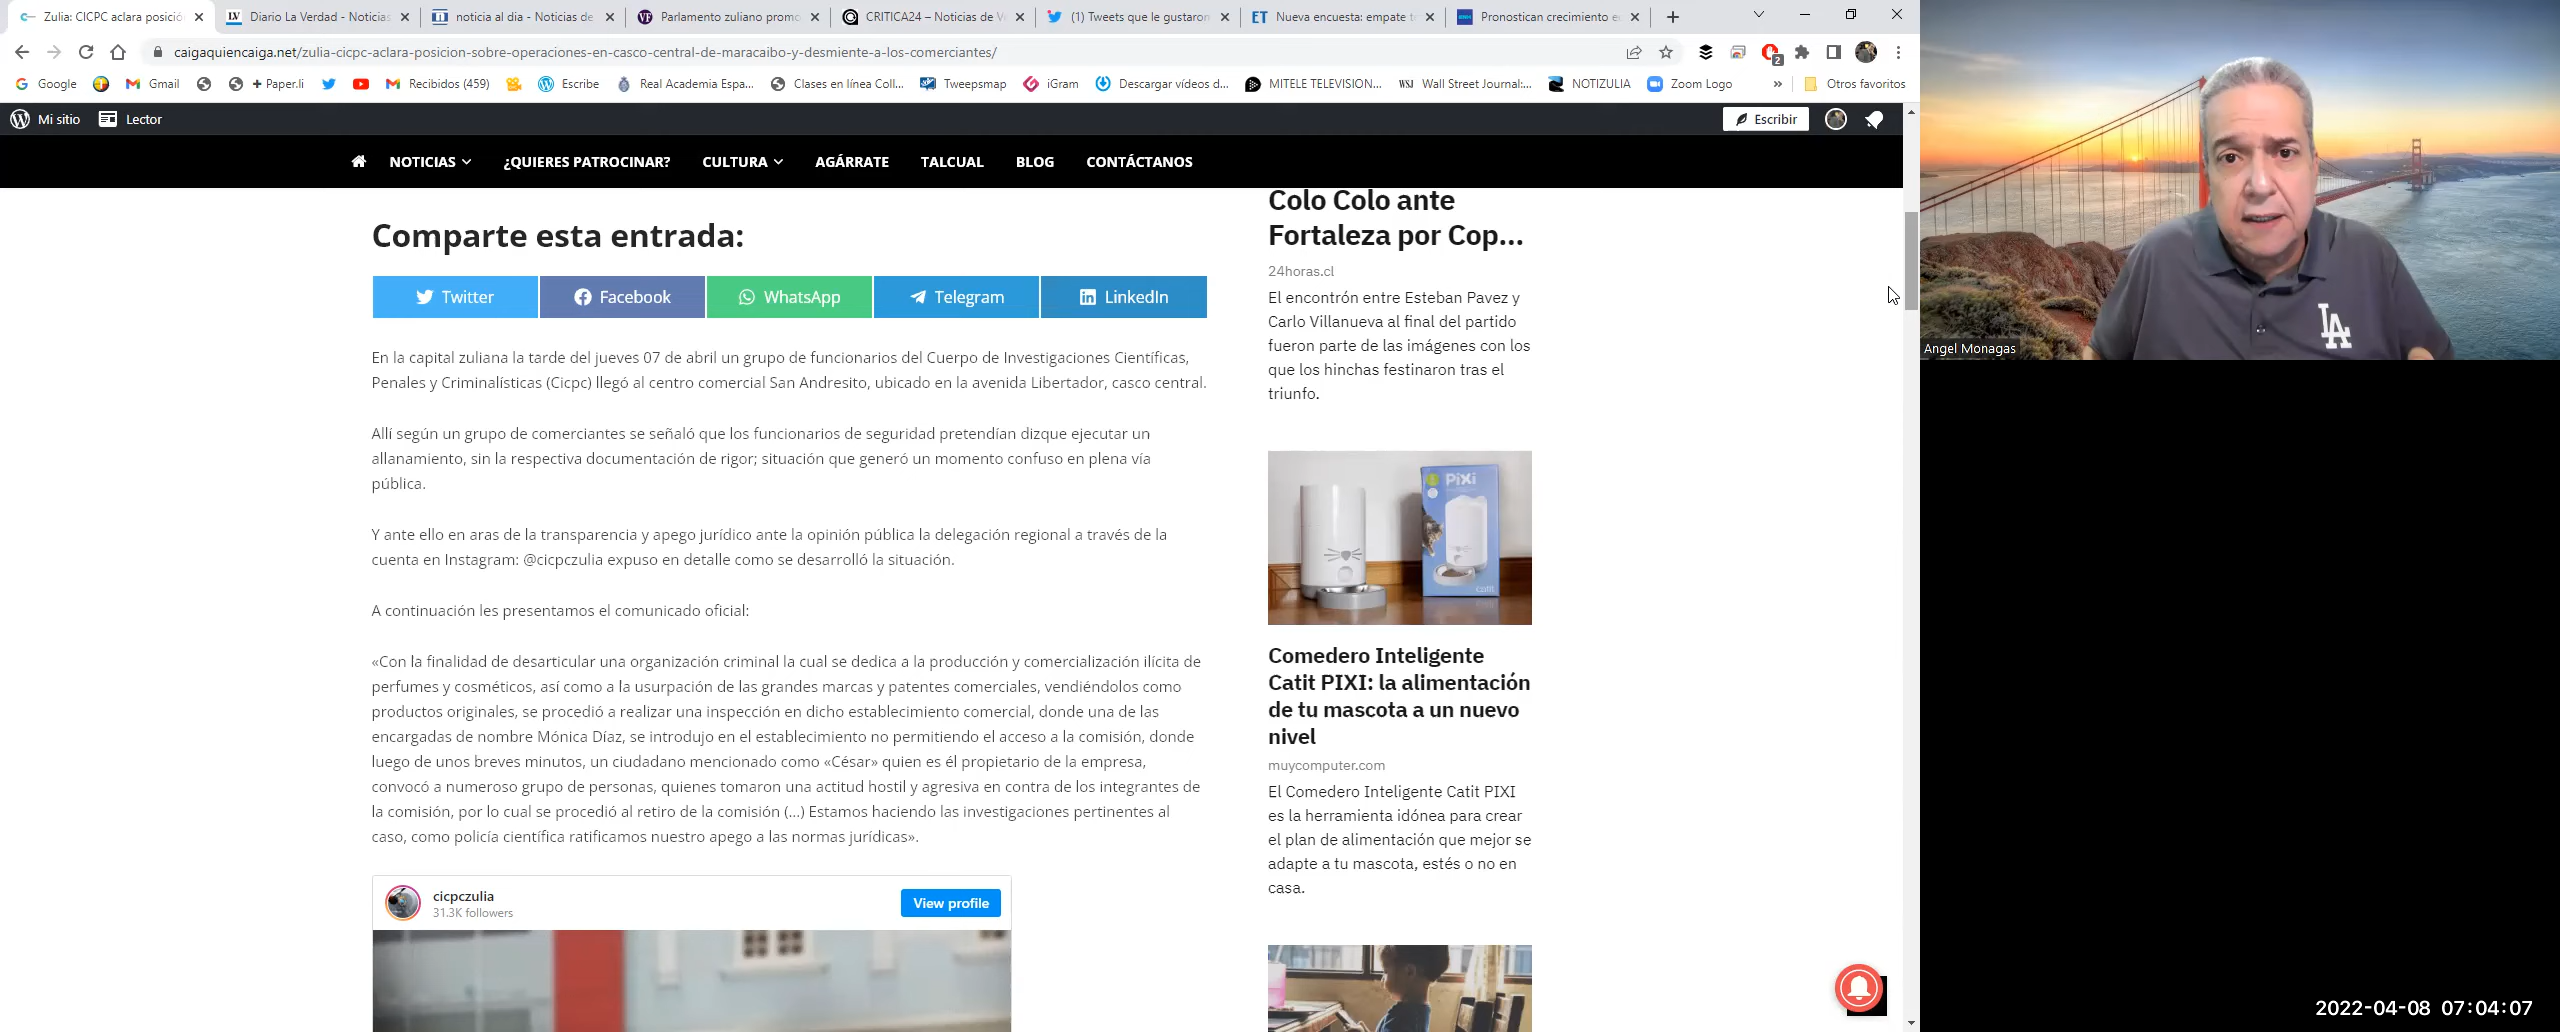 Zulia: CICPC aclara posició
Diario La Verdad - Noticias
noticia al dia - Noticias de
Parlamento zuliano promo
CRITICA24 – Noticias de V
(1) Tweets que le gustaron
Nueva encuesta: empate t
Pronostican crecimiento e
caigaquiencaiga.net/zulia-cicpc-aclara-posicion-sobre-operaciones-en-casco-central-de-maracaibo-y-desmiente-a-los-comerciantes/
2
Google
Gmail
+ Paper.li
Recibidos (459)
Escribe
Real Academia Espa...
Clases en línea Coll...
Tweepsmap
iGram
Descargar vídeos d...
MITELE TELEVISION...
WSJ Wall Street Journal:...
NOTIZULIA
Zoom Logo
»
Otros favoritos
Mi sitio
Lector
Escribir
NOTICIAS
¿QUIERES PATROCINAR?
CULTURA
AGÁRRATE
TALCUAL
BLOG
CONTÁCTANOS
Comparte esta entrada:
Twitter
Facebook
WhatsApp
Telegram
LinkedIn
En la capital zuliana la tarde del jueves 07 de abril un grupo de funcionarios del Cuerpo de Investigaciones Científicas,
Penales y Criminalísticas (Cicpc) llegó al centro comercial San Andresito, ubicado en la avenida Libertador, casco central.
Allí según un grupo de comerciantes se señaló que los funcionarios de seguridad pretendían dizque ejecutar un
allanamiento, sin la respectiva documentación de rigor; situación que generó un momento confuso en plena vía
pública.
Y ante ello en aras de la transparencia y apego jurídico ante la opinión pública la delegación regional a través de la
cuenta en Instagram: @cicpczulia expuso en detalle como se desarrolló la situación.
A continuación les presentamos el comunicado oficial:
«Con la finalidad de desarticular una organización criminal la cual se dedica a la producción y comercialización ilícita de
perfumes y cosméticos, así como a la usurpación de las grandes marcas y patentes comerciales, vendiéndolos como
productos originales, se procedió a realizar una inspección en dicho establecimiento comercial, donde una de las
encargadas de nombre Mónica Díaz, se introdujo en el establecimiento no permitiendo el acceso a la comisión, donde
luego de unos breves minutos, un ciudadano mencionado como «César» quien es él propietario de la empresa,
convocó a numeroso grupo de personas, quienes tomaron una actitud hostil y agresiva en contra de los integrantes de
la comisión, por lo cual se procedió al retiro de la comisión (...) Estamos haciendo las investigaciones pertinentes al
caso, como policía científica ratificamos nuestro apego a las normas jurídicas».
cicpczulia
31.3K followers
View profile
Colo Colo ante
Fortaleza por Cop...
24horas.cl
El encontrón entre Esteban Pavez y
Carlo Villanueva al final del partido
fueron parte de las imágenes con los
que los hinchas festinaron tras el
triunfo.
PiXi
catit
Comedero Inteligente
Catit PIXI: la alimentación
de tu mascota a un nuevo
nivel
muycomputer.com
El Comedero Inteligente Catit PIXI
es la herramienta idónea para crear
el plan de alimentación que mejor se
adapte a tu mascota, estés o no en
casa.
LA
Angel Monagas
2022-04-08 07:04:07